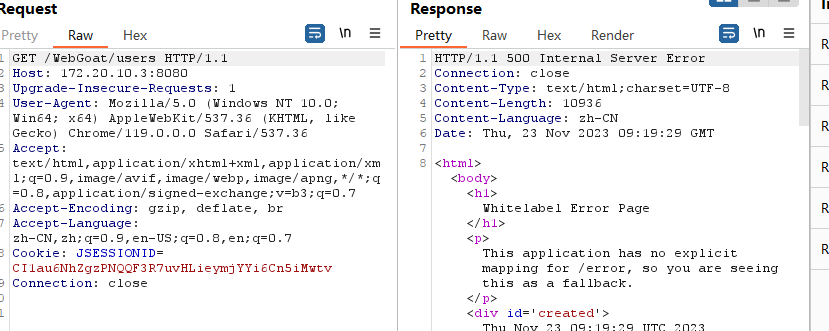 Request
Pretty Raw Hex \n
GET /WebGoat/users HTTP/1.1
2 Host: 172.20.10.3:8080
3 Upgrade-Insecure-Requests: 1
4 User-Agent: Mozilla/5.0 (Windows NT 10.0;
Win64; x64) AppleWebKit/537.36 (KHTML, like
Gecko) Chrome/119.0.0.0 Safari/537.36
5 Accept:
text/html,application/xhtml+xml,application/xm
l;q=0.9,image/avif,image/webp,image/apng,*/*;q
=0.8,application/signed-exchange;v=b3;q=0.7
6 Accept-Encoding: gzip, deflate, br
7 Accept-Language:
zh-CN,zh;q=0.9,en-US;q=0.8,en;q=0.7
8 Cookie: JSESSIONID=
CI1au6NhZgzPNQQF3R7uvHLieymjYYi6Cn5iMwtv
9 Connection: close
0
1
Response
Pretty Raw Hex Render \n
1 HTTP/1.1 500 Internal Server Error
2 Connection: close
3 Content-Type: text/html;charset=UTF-8
4 Content-Length: 10936
5 Content-Language: zh-CN
6 Date: Thu, 23 Nov 2023 09:19:29 GMT
7
8 <html>
<body>
<h1>
Whitelabel Error Page
</h1>
<p>
This application has no explicit
mapping for /error, so you are seeing
this as a fallback.
</p>
<div id='created'>
Thu Nov 23 09:19:29 UTC 2023